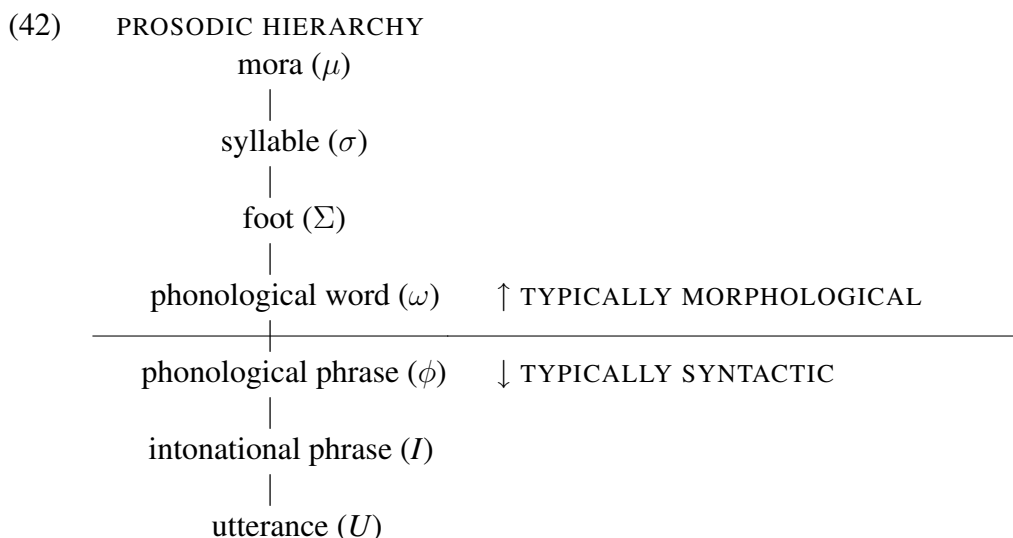 (42) PROSODIC HIERARCHY
mora (μ)
syllable (σ)
foot (Σ)
phonological word (ω) ↑ TYPICALLY MORPHOLOGICAL
phonological phrase (ϕ) ↓ TYPICALLY SYNTACTIC
intonational phrase (I)
utterance (U)